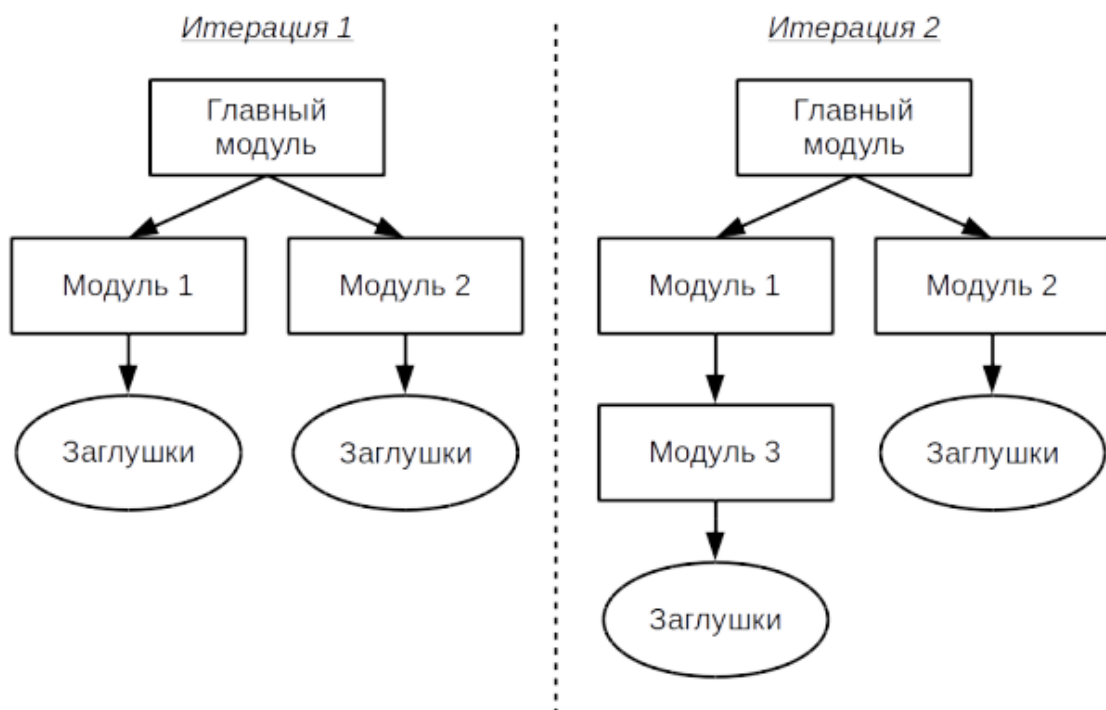 Итерация 1
Главный
модуль
Модуль 1
Модуль 2
Заглушки
Заглушки
Итерация 2
Главный
модуль
Модуль 1
Модуль 2
Модуль 3
Заглушки
Заглушки